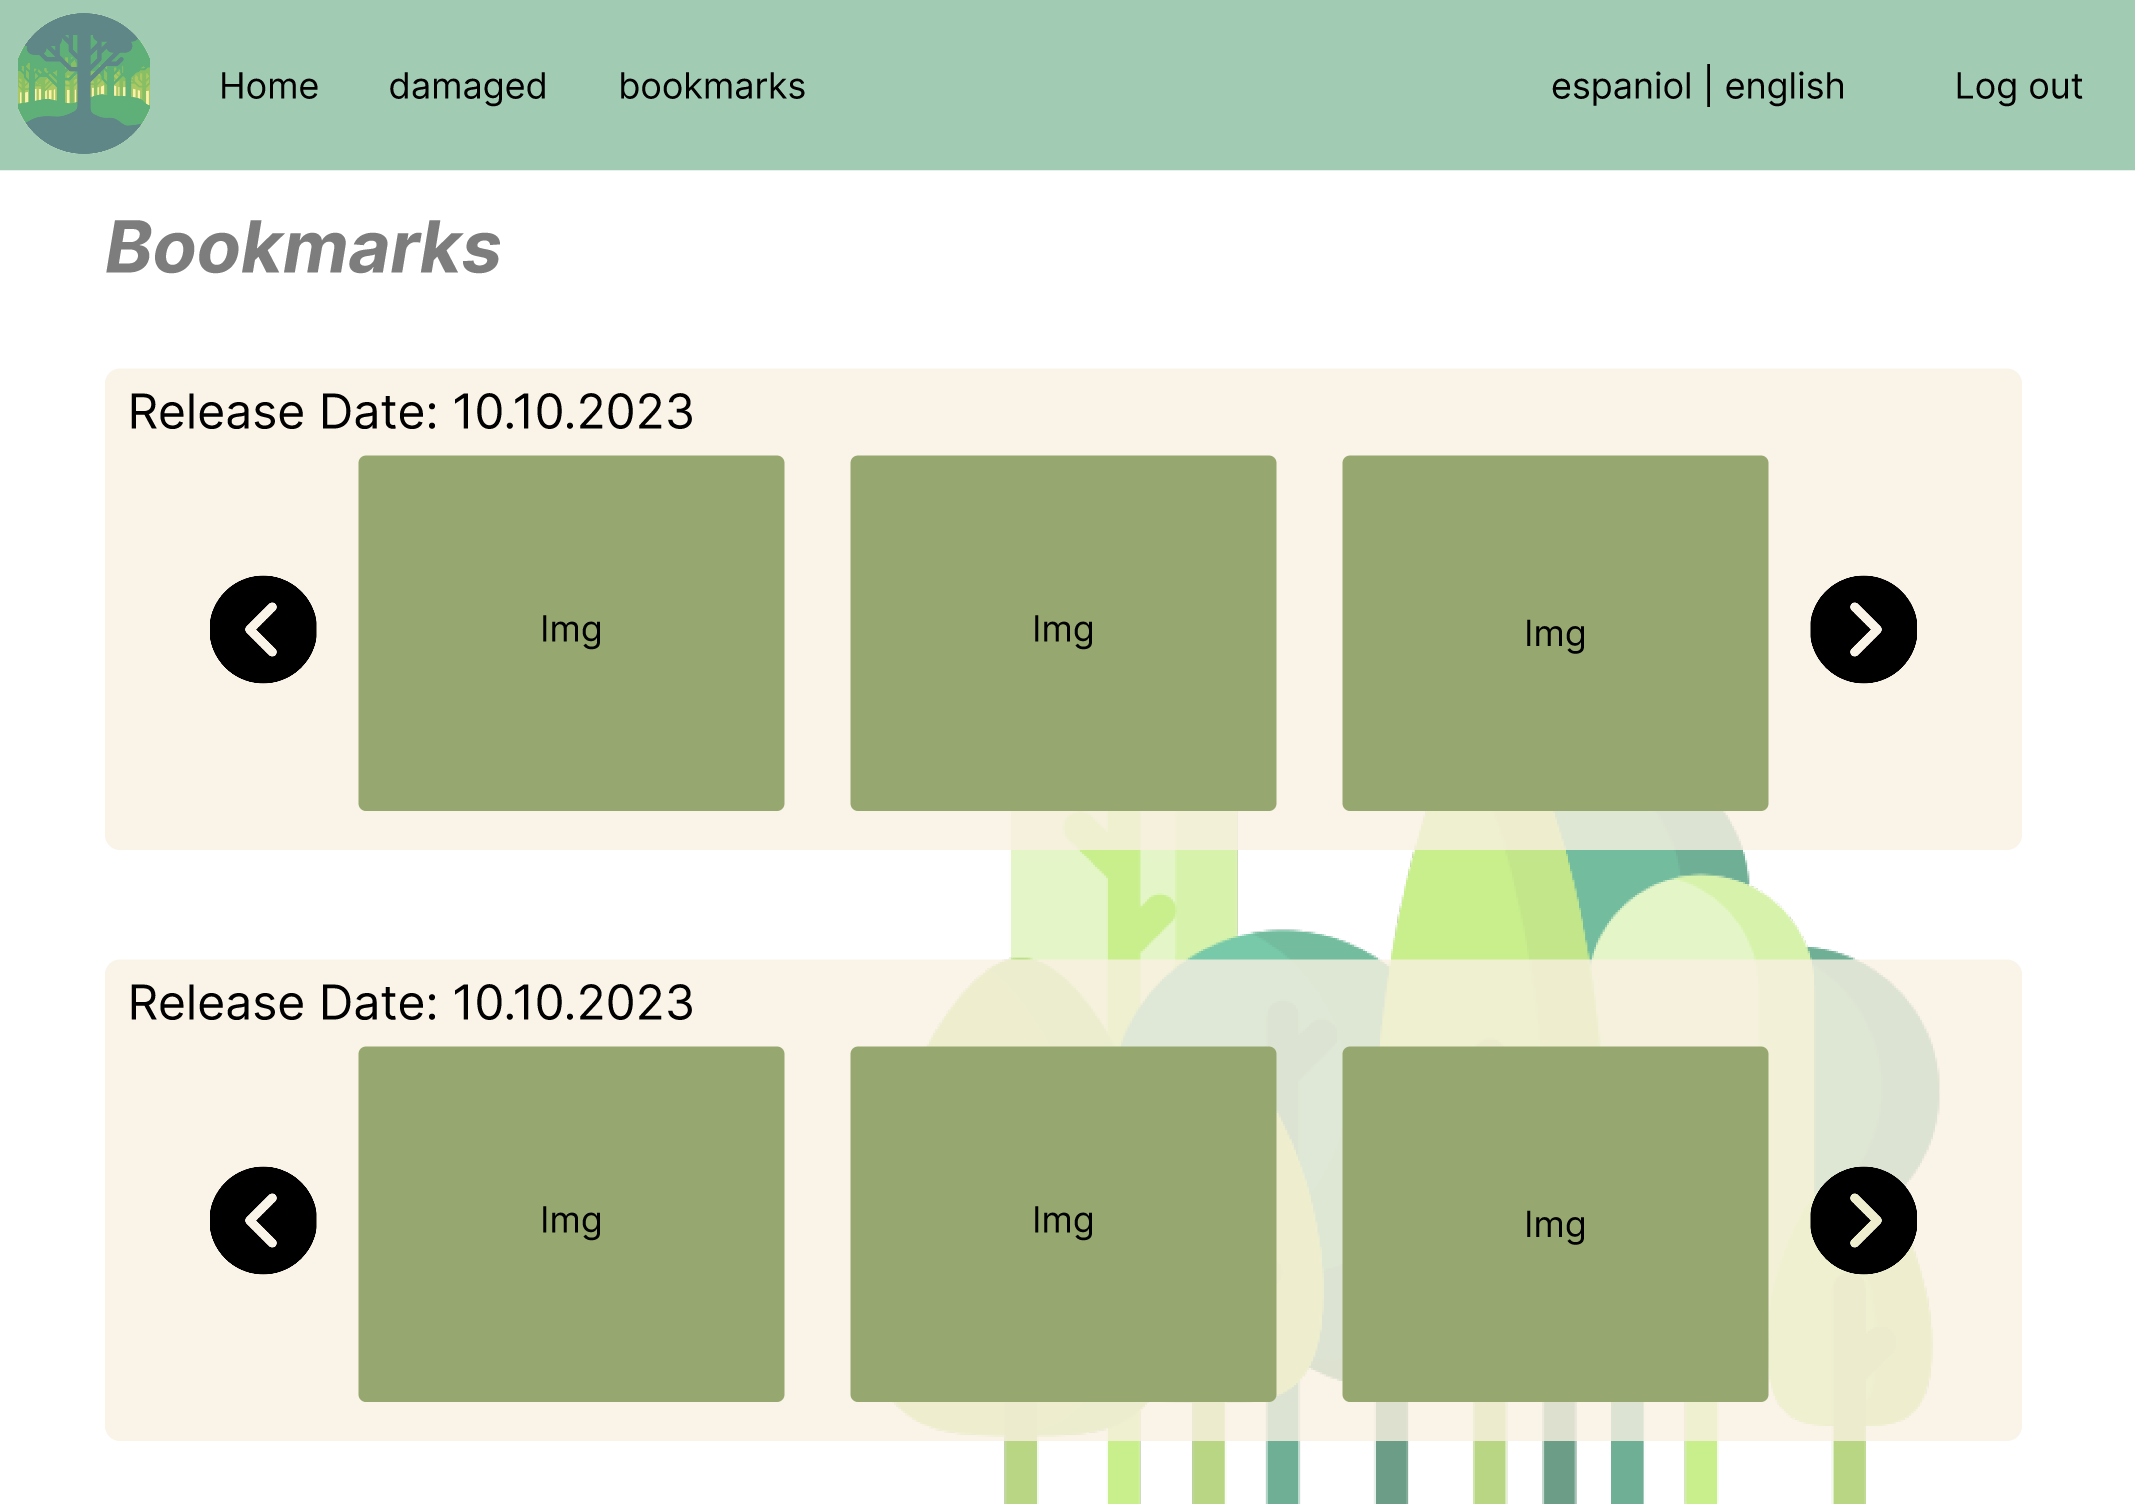 Home damaged bookmarks espaniol | english Log out
Bookmarks
Release Date: 10.10.2023
Img Img Img
Release Date: 10.10.2023
Img Img Img